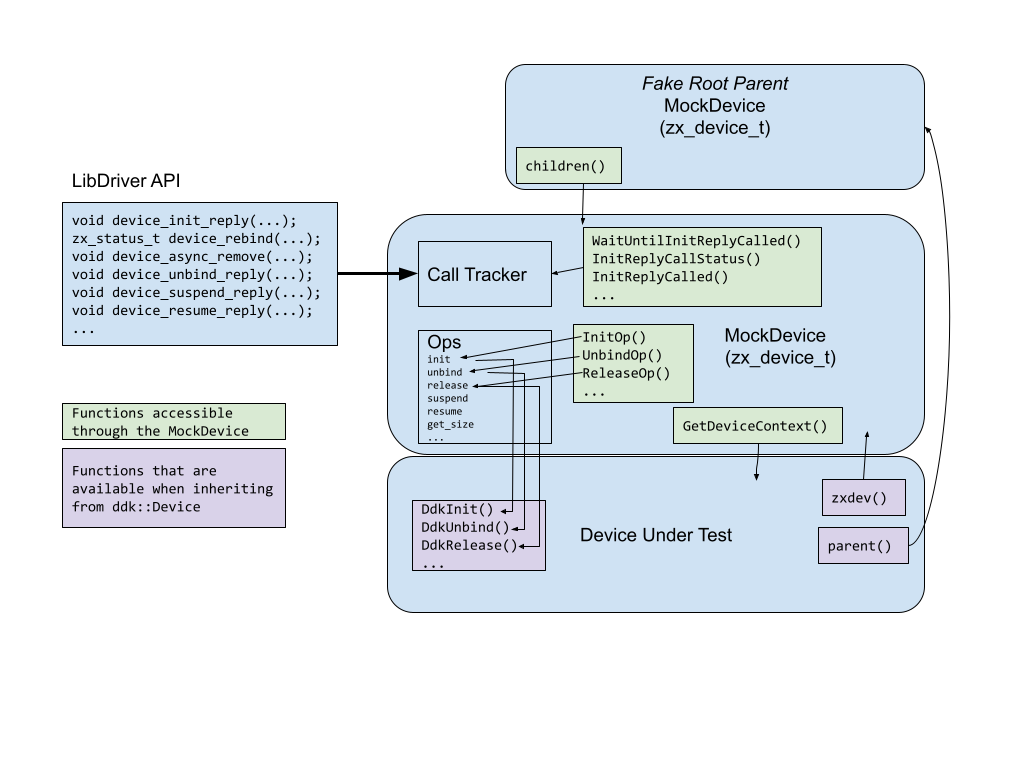 Fake Root Parent
MockDevice
(zx_device_t)
children()
LibDriver API
void device_init_reply(...);
zx_status_t device_rebind(...);
void device_async_remove(...);
void device_unbind_reply(...);
void device_suspend_reply(...);
void device_resume_reply(...);
...
Call Tracker
WaitUntilInitReplyCalled()
InitReplyCallStatus()
InitReplyCalled()
...
Ops
init
unbind
release
suspend
resume
get_size
...
InitOp()
UnbindOp()
ReleaseOp()
...
MockDevice
(zx_device_t)
GetDeviceContext()
Functions accessible
through the MockDevice
Functions that are
available when inheriting
from ddk::Device
DdkInit()
DdkUnbind()
DdkRelease()
...
Device Under Test
zxdev()
parent()